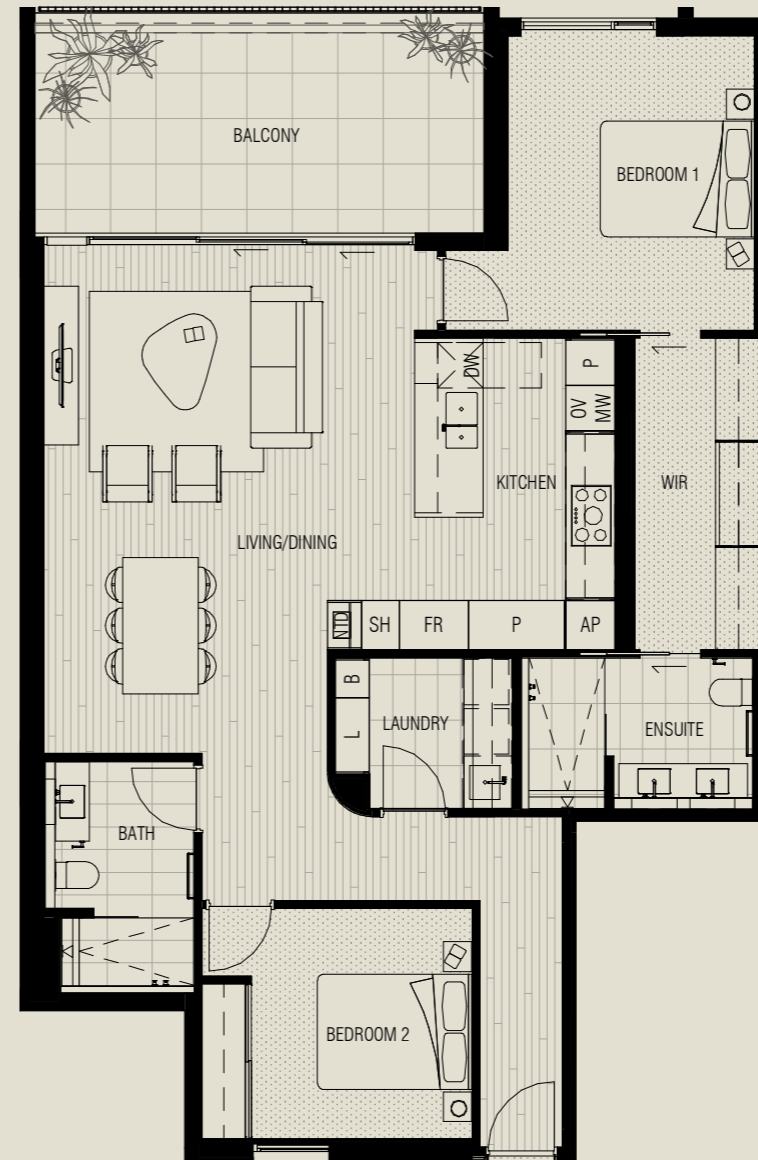 BALCONY
BEDROOM 1
DW
P
OV
MW
KITCHEN
WIR
LIVING/DINING
NTD
SH
FR
P
AP
B
L
LAUNDRY
ENSUITE
BATH
BEDROOM 2